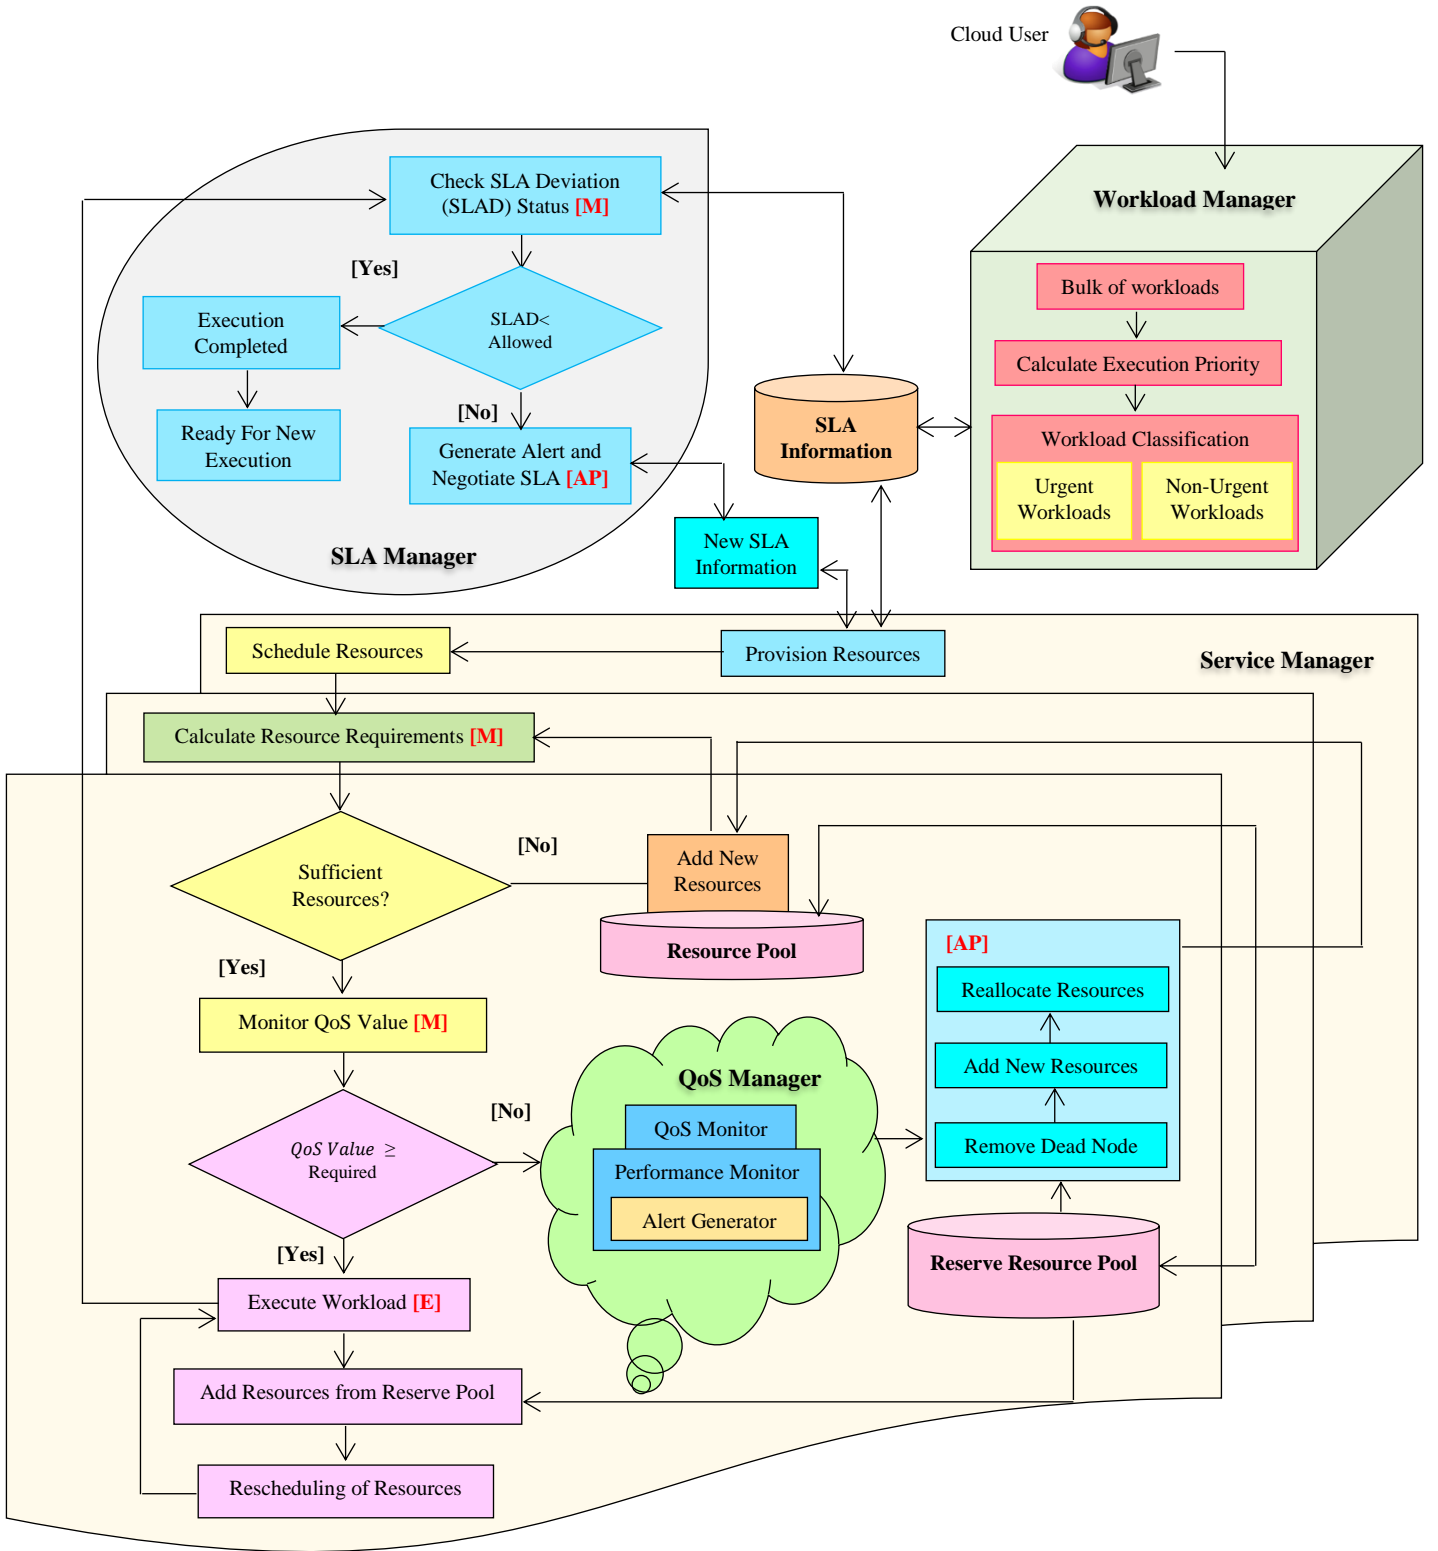 Cloud User
Workload Manager
Bulk of workloads
Calculate Execution Priority
Workload Classification
Urgent
Workloads
Non-Urgent
Workloads
Check SLA Deviation
(SLAD) Status [M]
[Yes]
SLAD<
Allowed
Execution
Completed
Ready For New
Execution
[No]
Generate Alert and
Negotiate SLA [AP]
SLA Manager
SLA
Information
New SLA
Information
Service Manager
Provision Resources
Schedule Resources
Calculate Resource Requirements [M]
Sufficient
Resources?
[No]
Add New
Resources
Resource Pool
[Yes]
Monitor QoS Value [M]
QoS Value ≥
Required
[No]
QoS Manager
QoS Monitor
Performance Monitor
Alert Generator
[AP]
Reallocate Resources
Add New Resources
Remove Dead Node
Reserve Resource Pool
[Yes]
Execute Workload [E]
Add Resources from Reserve Pool
Rescheduling of Resources